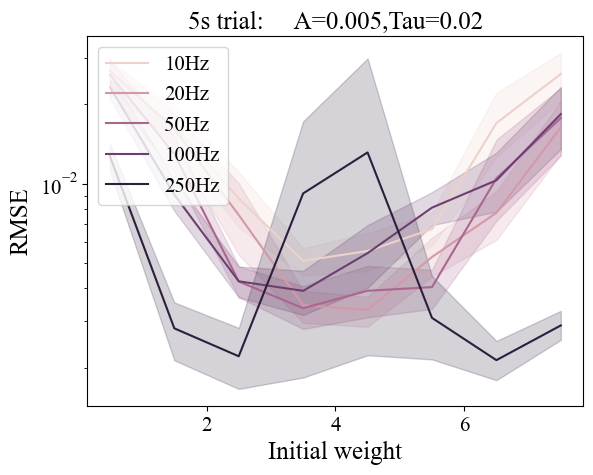 5s trial:     A=0.005,Tau=0.02
10Hz
20Hz
50Hz
100Hz
250Hz
10⁻²
RMSE
2 4 6
Initial weight